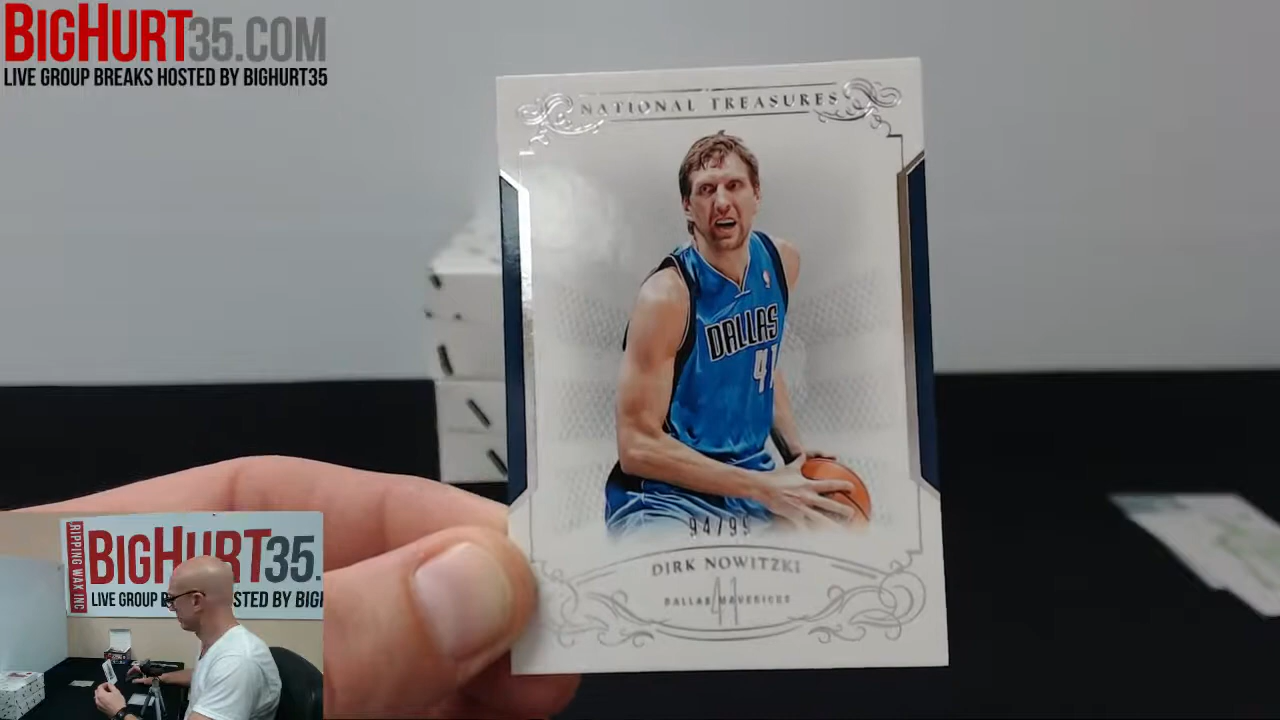 BIGHURT35.COM
LIVE GROUP BREAKS HOSTED BY BIGHURT35
NATIONAL TREASURES
DALLAS
41
94/99
DIRK NOWITZKI
41
DALLAS MAVERICKS
RIPPING WAX INC
BIGHURT35.
LIVE GROUP B STED BY BIGH